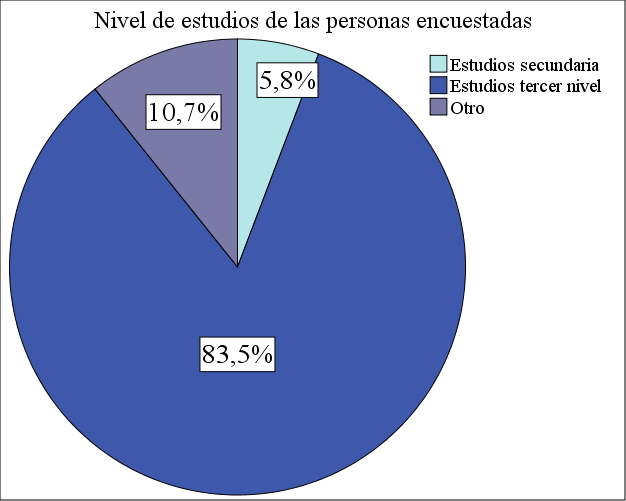 Nivel de estudios de las personas encuestadas
Estudios secundaria
Estudios tercer nivel
Otro
5,8%
10,7%
83,5%